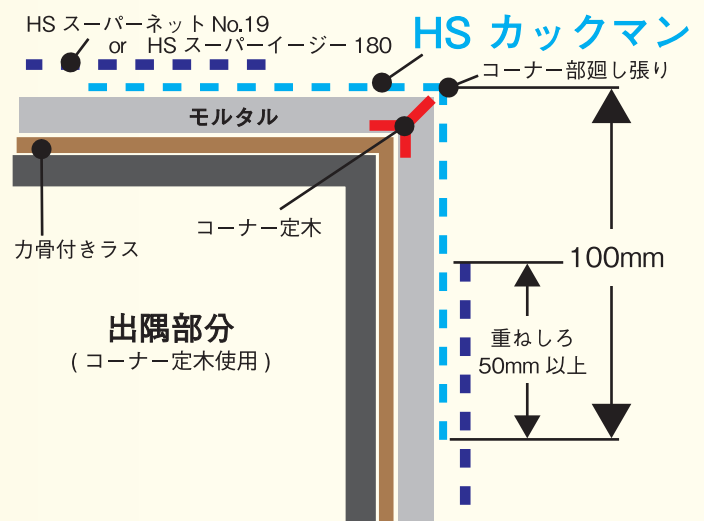 HS スーパーネット No.19
or HS スーパーイージー 180
HS カックマン
コーナー部廻し張り
モルタル
コーナー定木
力骨付きラス
100mm
出隅部分
( コーナー定木使用 )
重ねしろ
50mm 以上